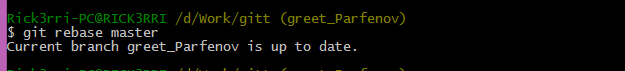 Rick3rri-PC@RICK3RRI /d/Work/gitt (greet_Parfenov)
$ git rebase master
Current branch greet_Parfenov is up to date.